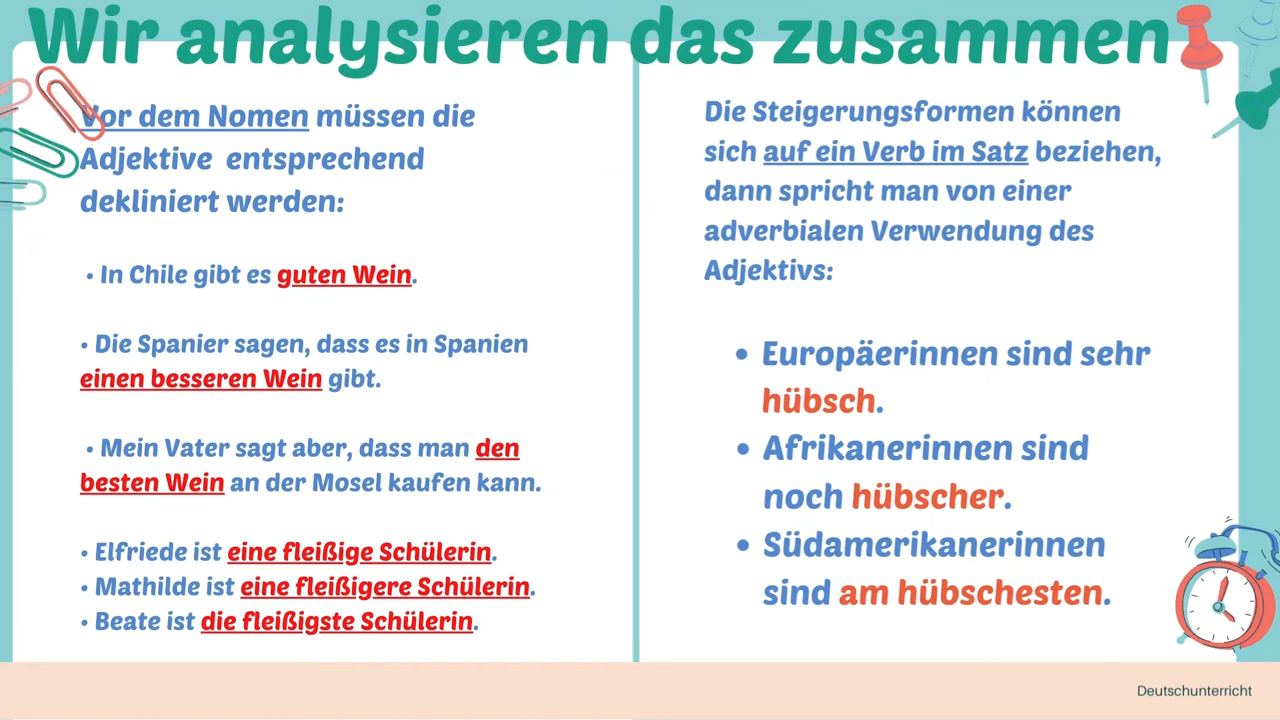 Wir analysieren das zusammen
Vor dem Nomen müssen die
Adjektive entsprechend
dekliniert werden:
• In Chile gibt es guten Wein.
• Die Spanier sagen, dass es in Spanien
einen besseren Wein gibt.
• Mein Vater sagt aber, dass man den
besten Wein an der Mosel kaufen kann.
• Elfriede ist eine fleißige Schülerin.
• Mathilde ist eine fleißigere Schülerin.
• Beate ist die fleißigste Schülerin.
Die Steigerungsformen können
sich auf ein Verb im Satz beziehen,
dann spricht man von einer
adverbialen Verwendung des
Adjektivs:
• Europäerinnen sind sehr
hübsch.
• Afrikanerinnen sind
noch hübscher.
• Südamerikanerinnen
sind am hübschesten.
Deutschunterricht